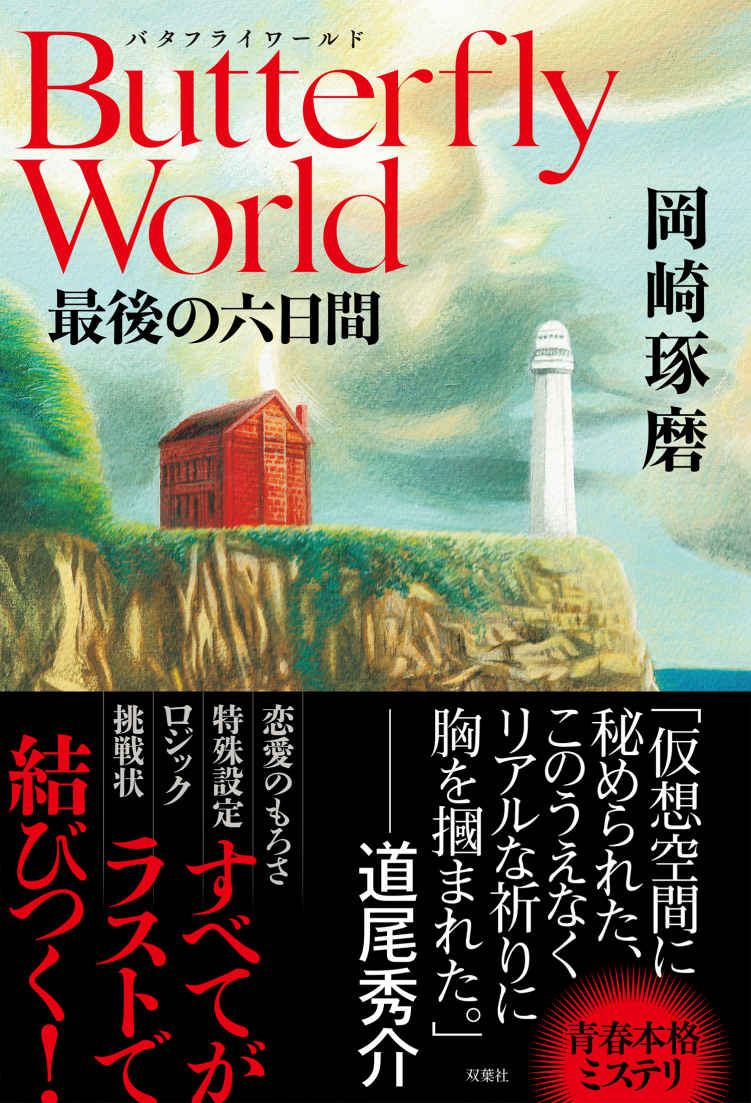 バタフライワールド
Butterfly
World
最後の六日間
岡崎琢磨
「仮想空間に
秘められた、
このうえなく
リアルな祈りに
胸を摑まれた。」
――道尾秀介
恋愛のもろさ
特殊設定
ロジック
挑戦状
すべてが
ラストで
結びつく!
青春本格
ミステリ
双葉社